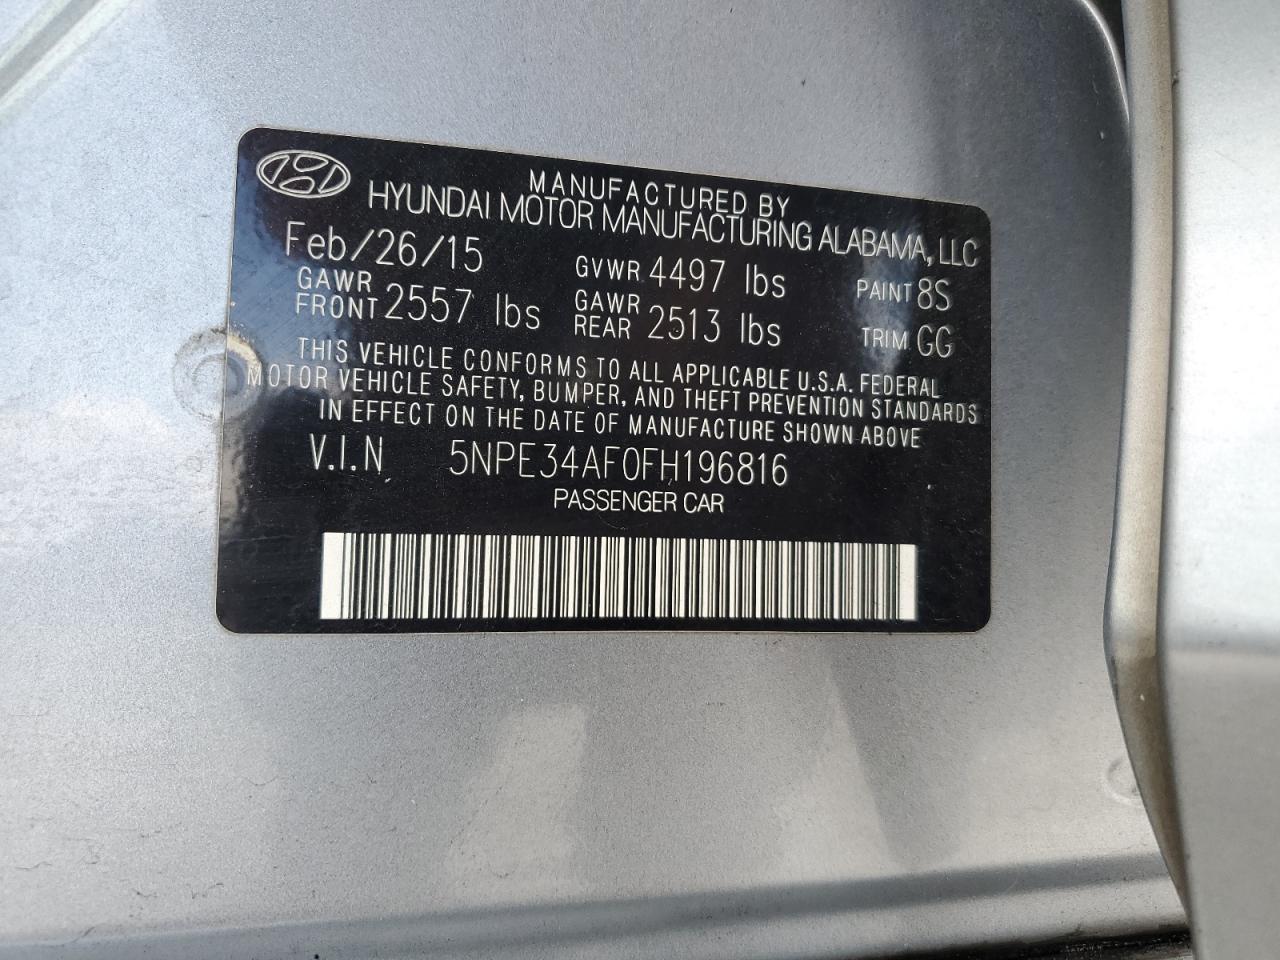 MANUFACTURED BY
HYUNDAI MOTOR MANUFACTURING ALABAMA, LLC
Feb/26/15 GVWR 4497 lbs PAINT 8S
GAWR FRONT 2557 lbs GAWR REAR 2513 lbs TRIM GG
THIS VEHICLE CONFORMS TO ALL APPLICABLE U.S.A. FEDERAL
MOTOR VEHICLE SAFETY, BUMPER, AND THEFT PREVENTION STANDARDS
IN EFFECT ON THE DATE OF MANUFACTURE SHOWN ABOVE
V.I.N 5NPE34AF0FH196816
PASSENGER CAR